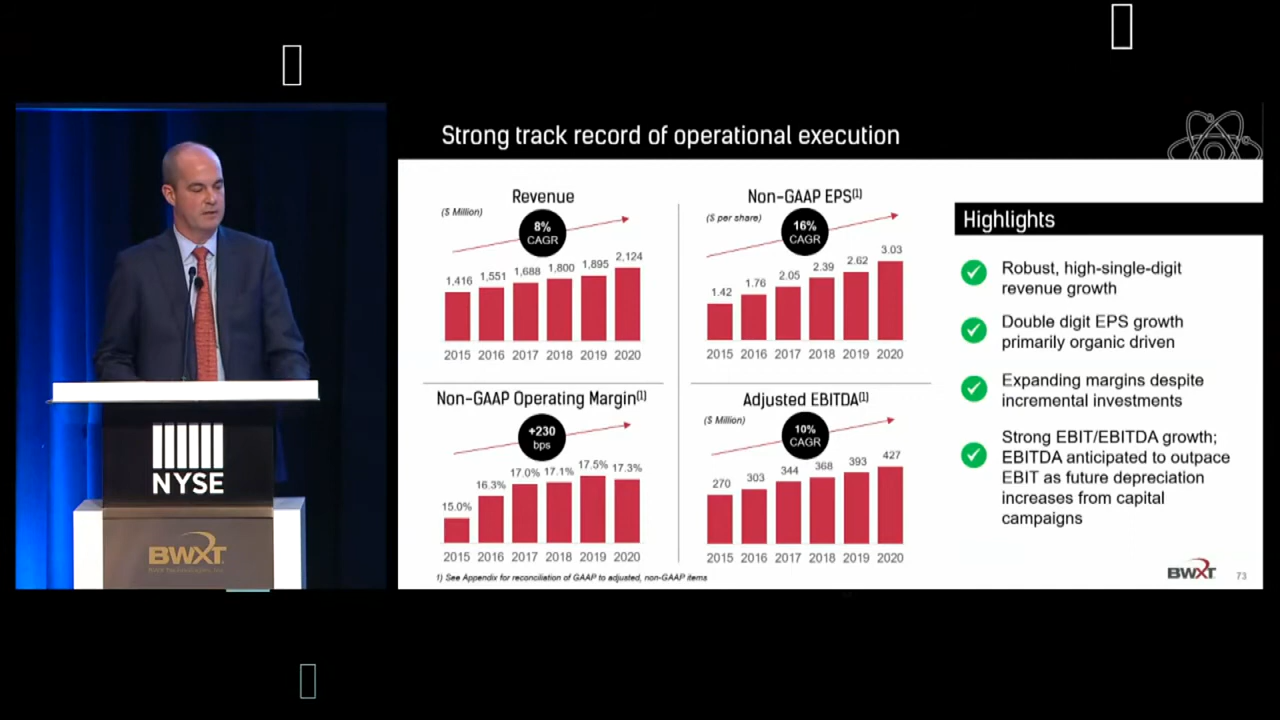 Strong track record of operational execution
Revenue
($ Million)
8%
CAGR
1,416 1,551 1,688 1,800 1,895 2,124
2015 2016 2017 2018 2019 2020
Non-GAAP EPS(1)
($ per share)
16%
CAGR
1.42 1.76 2.05 2.39 2.62 3.03
2015 2016 2017 2018 2019 2020
Non-GAAP Operating Margin(1)
+230
bps
15.0% 16.3% 17.0% 17.1% 17.5% 17.3%
2015 2016 2017 2018 2019 2020
Adjusted EBITDA(1)
($ Million)
10%
CAGR
270 303 344 368 393 427
2015 2016 2017 2018 2019 2020
1) See Appendix for reconciliation of GAAP to adjusted, non-GAAP items
Highlights
Robust, high-single-digit
revenue growth
Double digit EPS growth
primarily organic driven
Expanding margins despite
incremental investments
Strong EBIT/EBITDA growth;
EBITDA anticipated to outpace
EBIT as future depreciation
increases from capital
campaigns
BWXT
73
NYSE
BWXT